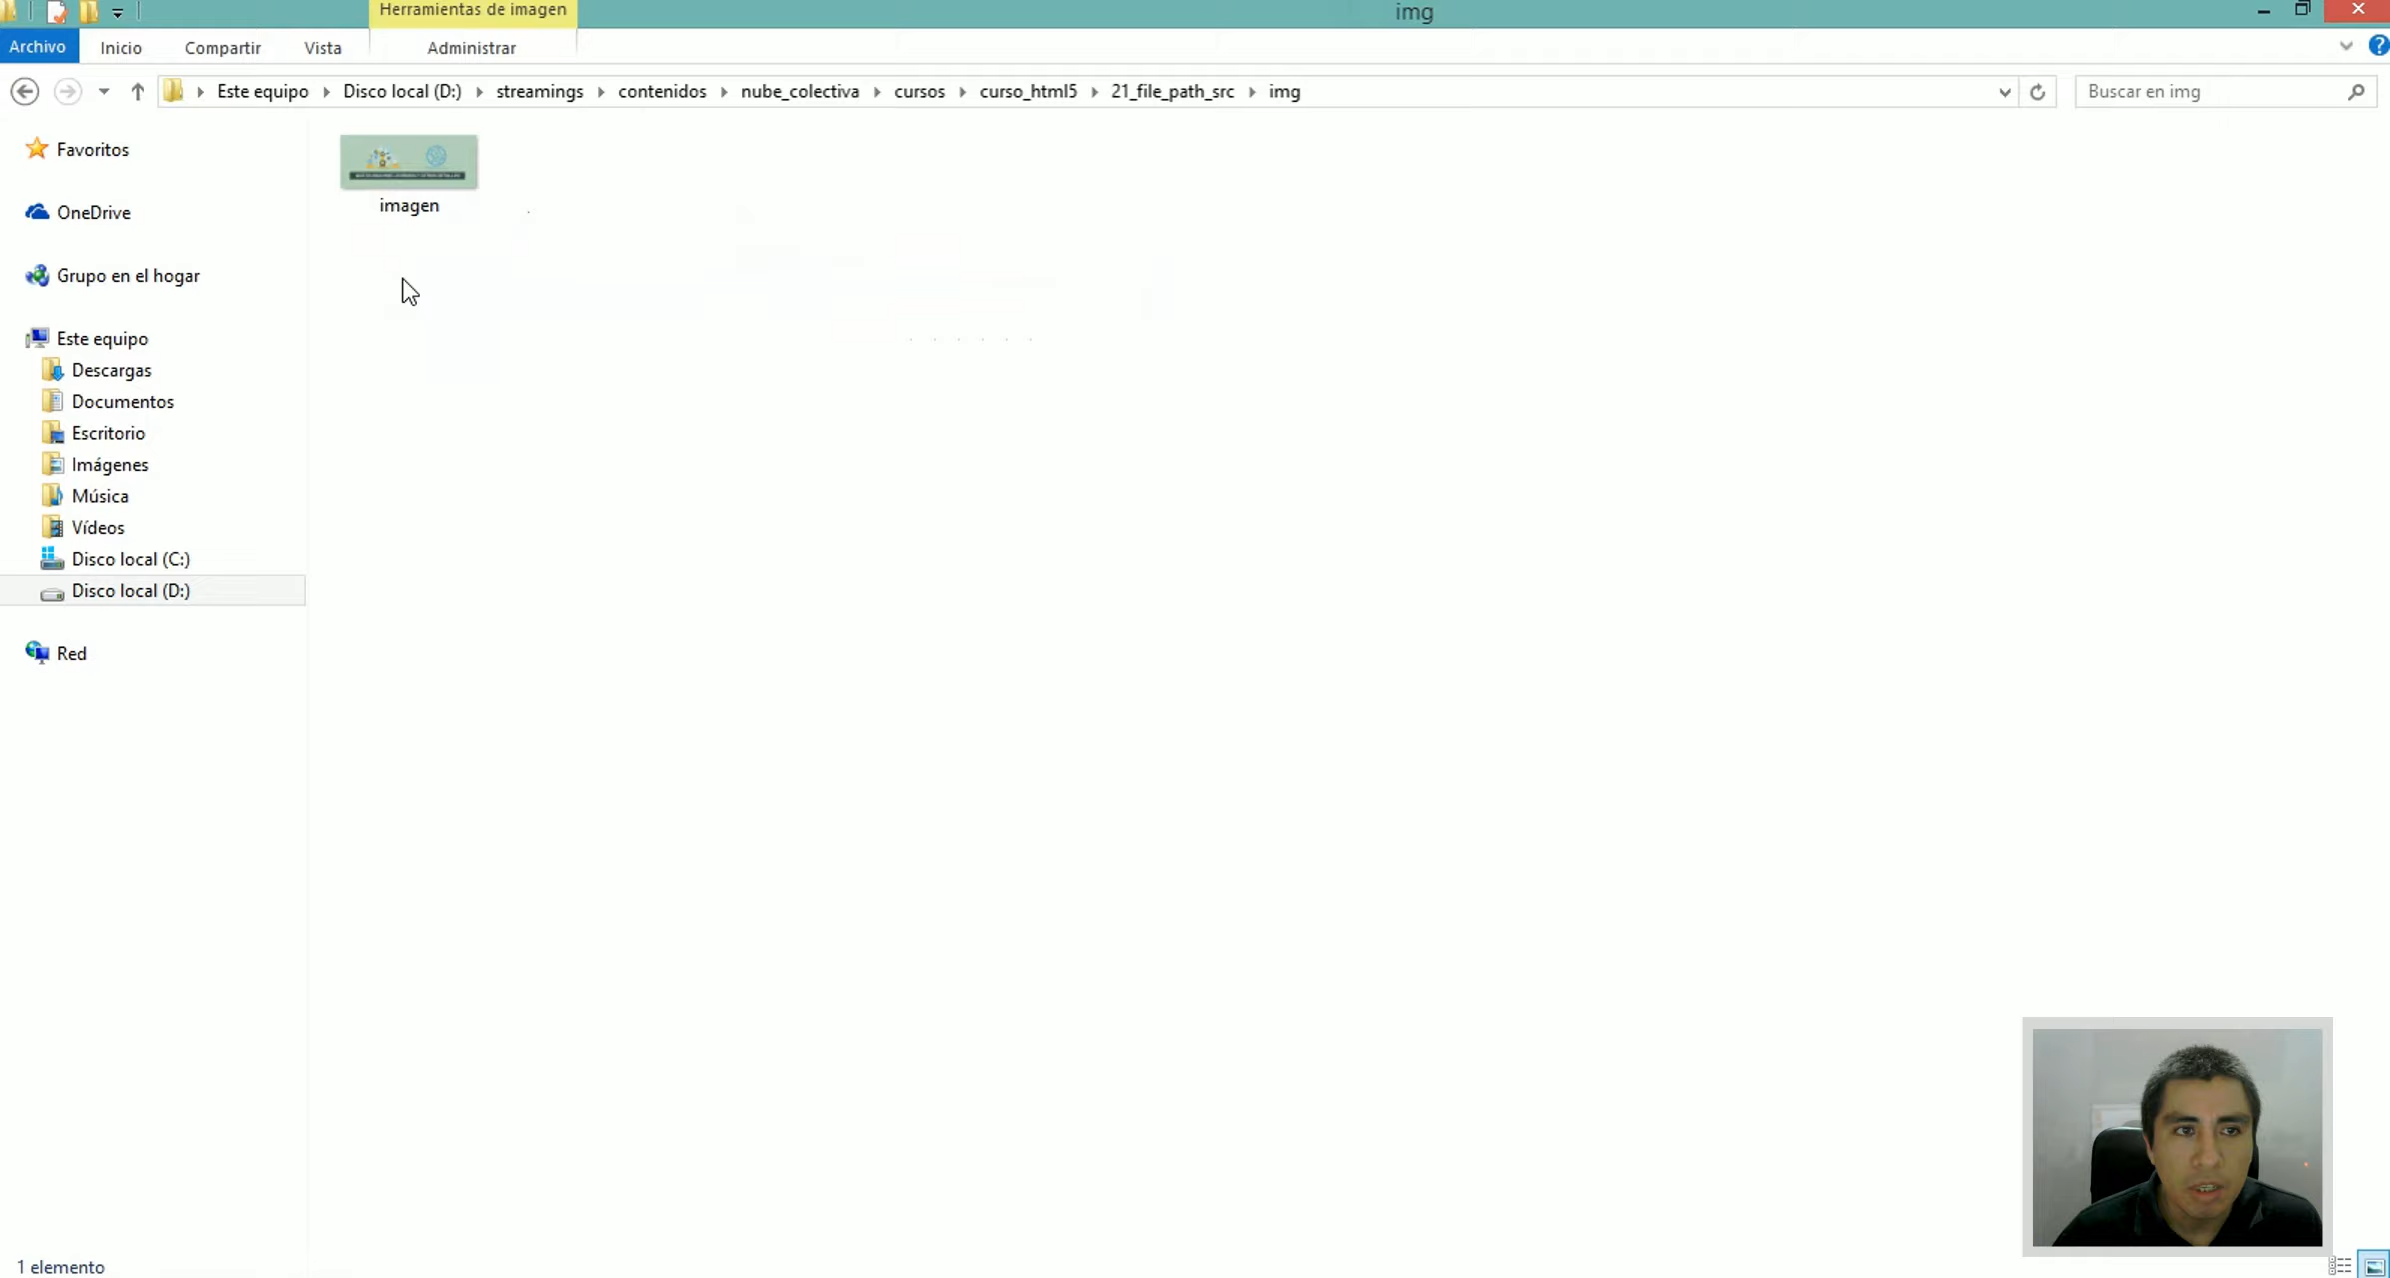 Herramientas de imagen
img
Archivo
Inicio
Compartir
Vista
Administrar
Este equipo
Disco local (D:)
streamings
contenidos
nube_colectiva
cursos
curso_html5
21_file_path_src
img
Buscar en img
Favoritos
OneDrive
Grupo en el hogar
Este equipo
Descargas
Documentos
Escritorio
Imágenes
Música
Vídeos
Disco local (C:)
Disco local (D:)
Red
imagen
1 elemento